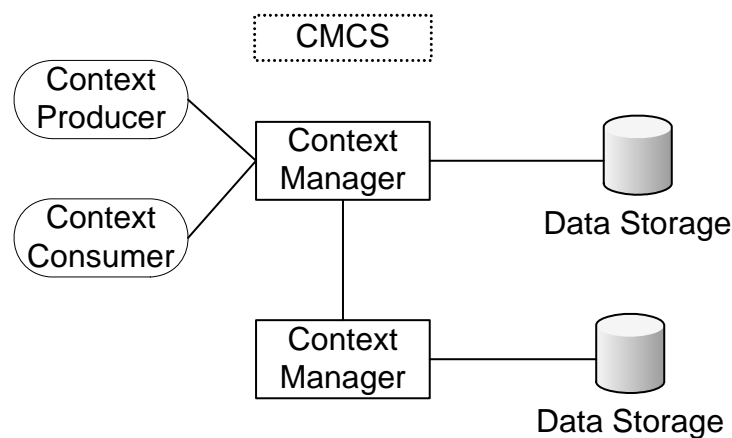 CMCS
Context
Producer
Context
Manager
Data Storage
Context
Consumer
Context
Manager
Data Storage